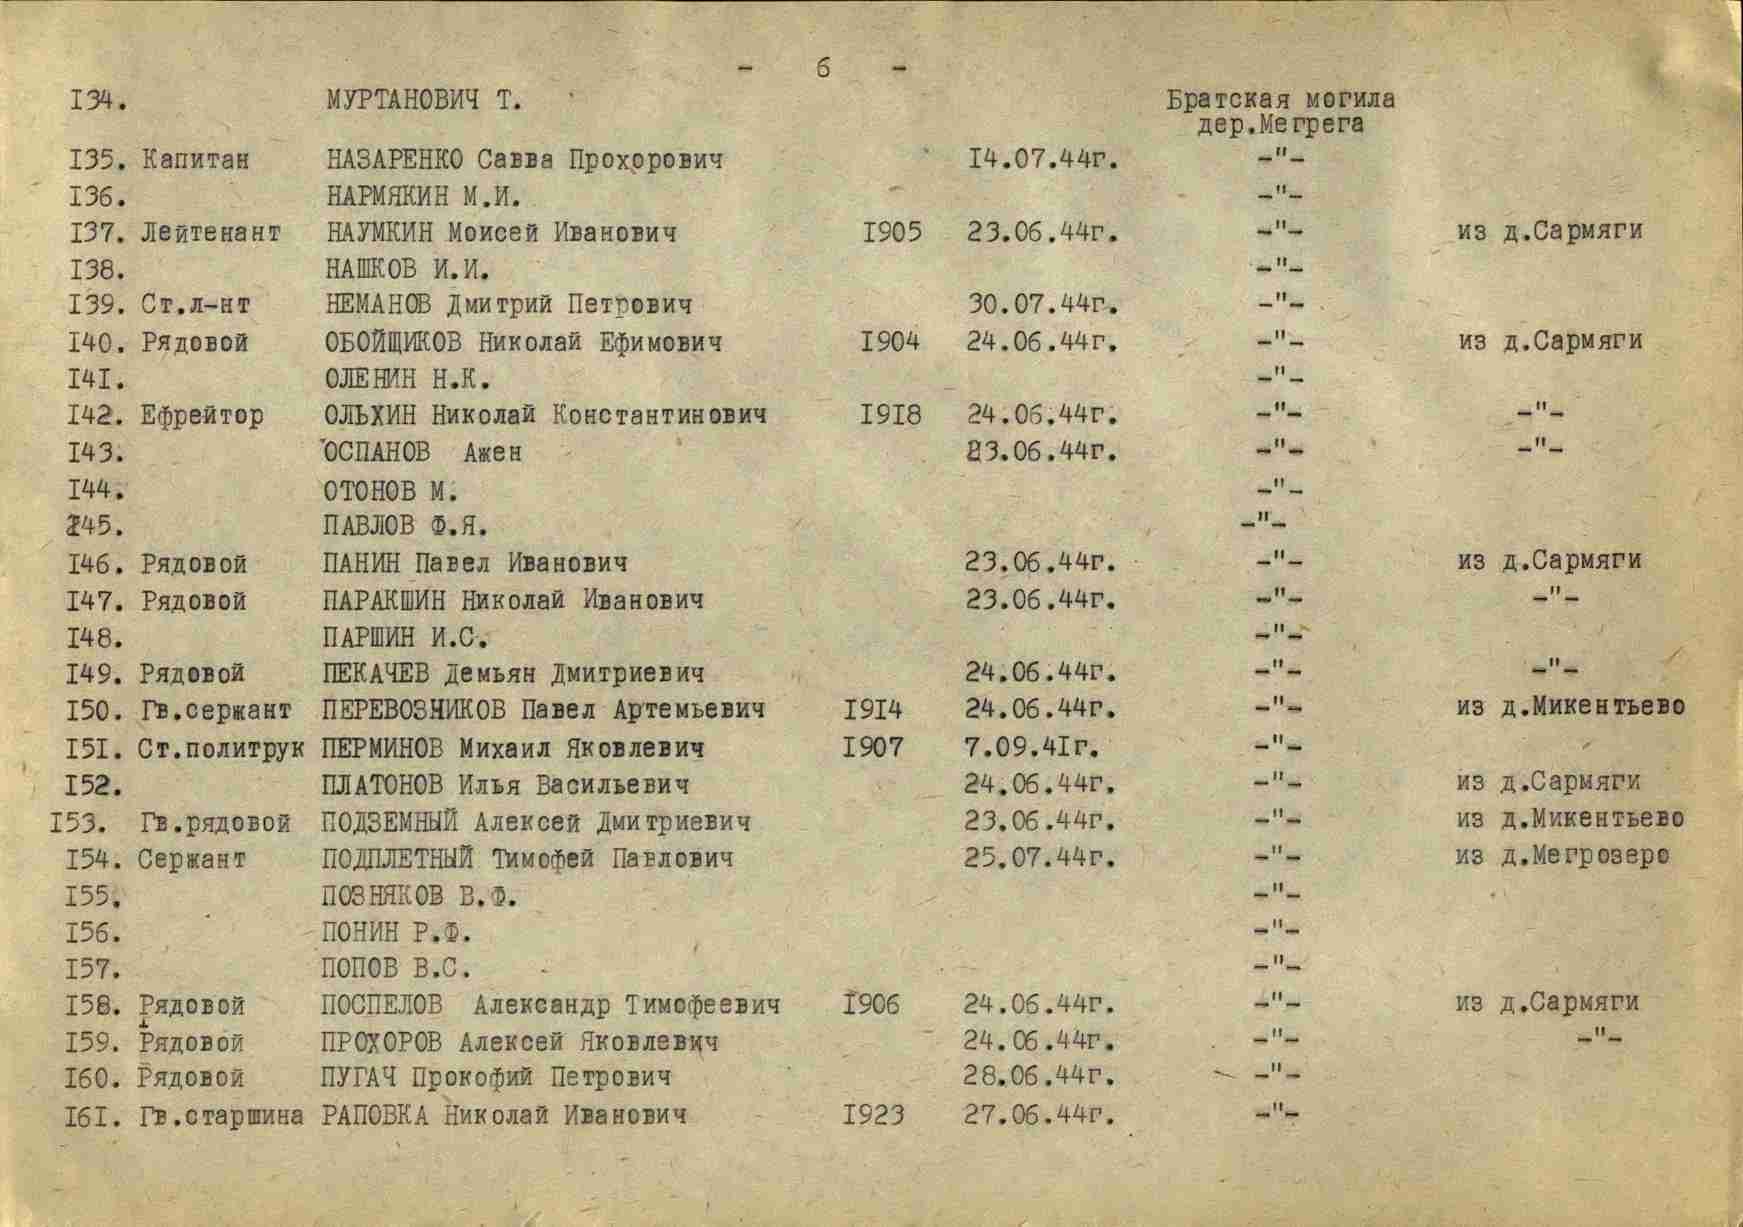 - 6 -
I34. МУРТАНОВИЧ Т. Братская могила
дер.Мегрега
I35. Капитан НАЗАРЕНКО Савва Прохорович I4.07.44г. -"-
I36. НАРМЯКИН М.И. -"-
I37. Лейтенант НАУМКИН Моисей Иванович I905 23.06.44г. -"- из д.Сармяги
I38. НАШКОВ И.И. -"-
I39. Ст.л-нт НЕМАНОВ Дмитрий Петрович 30.07.44г. -"-
I40. Рядовой ОБОЙЩИКОВ Николай Ефимович I904 24.06.44г. -"- из д.Сармяги
I4I. ОЛЕНИН Н.К. -"-
I42. Ефрейтор ОЛЬХИН Николай Константинович I9I8 24.06.44г. -"- -"-
I43. ОСПАНОВ Ажен 23.06.44г. -"- -"-
I44. ОТОНОВ М. -"-
I45. ПАВЛОВ Ф.Я. -"-
I46. Рядовой ПАНИН Павел Иванович 23.06.44г. -"- из д.Сармяги
I47. Рядовой ПАРАКШИН Николай Иванович 23.06.44г. -"- -"-
I48. ПАРШИН И.С. -"-
I49. Рядовой ПЕКАЧЕВ Демьян Дмитриевич 24.06.44г. -"- -"-
I50. Гв.сержант ПЕРЕВОЗНИКОВ Павел Артемьевич I9I4 24.06.44г. -"- из д.Микентьево
I5I. Ст.политрук ПЕРМИНОВ Михаил Яковлевич I907 7.09.4Iг. -"-
I52. ПЛАТОНОВ Илья Васильевич 24.06.44г. -"- из д.Сармяги
I53. Гв.рядовой ПОДЗЕМНЫЙ Алексей Дмитриевич 23.06.44г. -"- из д.Микентьево
I54. Сержант ПОДПЛЕТНЫЙ Тимофей Павлович 25.07.44г. -"- из д.Мегрозеро
I55. ПОЗНЯКОВ В.Ф. -"-
I56. ПОНИН Р.Ф. -"-
I57. ПОПОВ В.С. -"-
I58. Рядовой ПОСПЕЛОВ Александр Тимофеевич I906 24.06.44г. -"- из д.Сармяги
I59. Рядовой ПРОХОРОВ Алексей Яковлевич 24.06.44г. -"- -"-
I60. Рядовой ПУГАЧ Прокофий Петрович 28.06.44г. -"-
I6I. Гв.старшина РАПОВКА Николай Иванович I923 27.06.44г. -"-